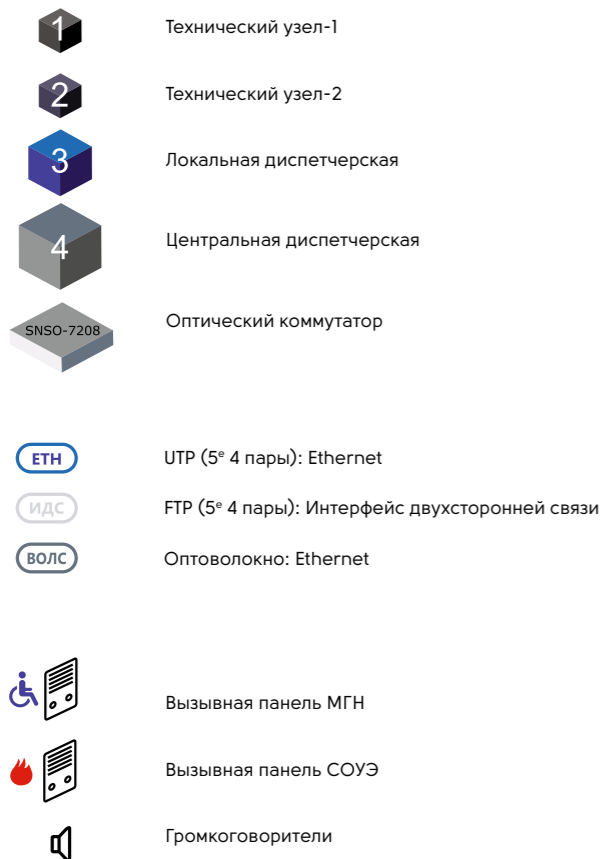 1 Технический узел-1
2 Технический узел-2
3 Локальная диспетчерская
4 Центральная диспетчерская
SNSO-7208 Оптический коммутатор
ETH UTP (5ᵉ 4 пары): Ethernet
ИДС FTP (5ᵉ 4 пары): Интерфейс двухсторонней связи
ВОЛС Оптоволокно: Ethernet
Вызывная панель МГН
Вызывная панель СОУЭ
Громкоговорители